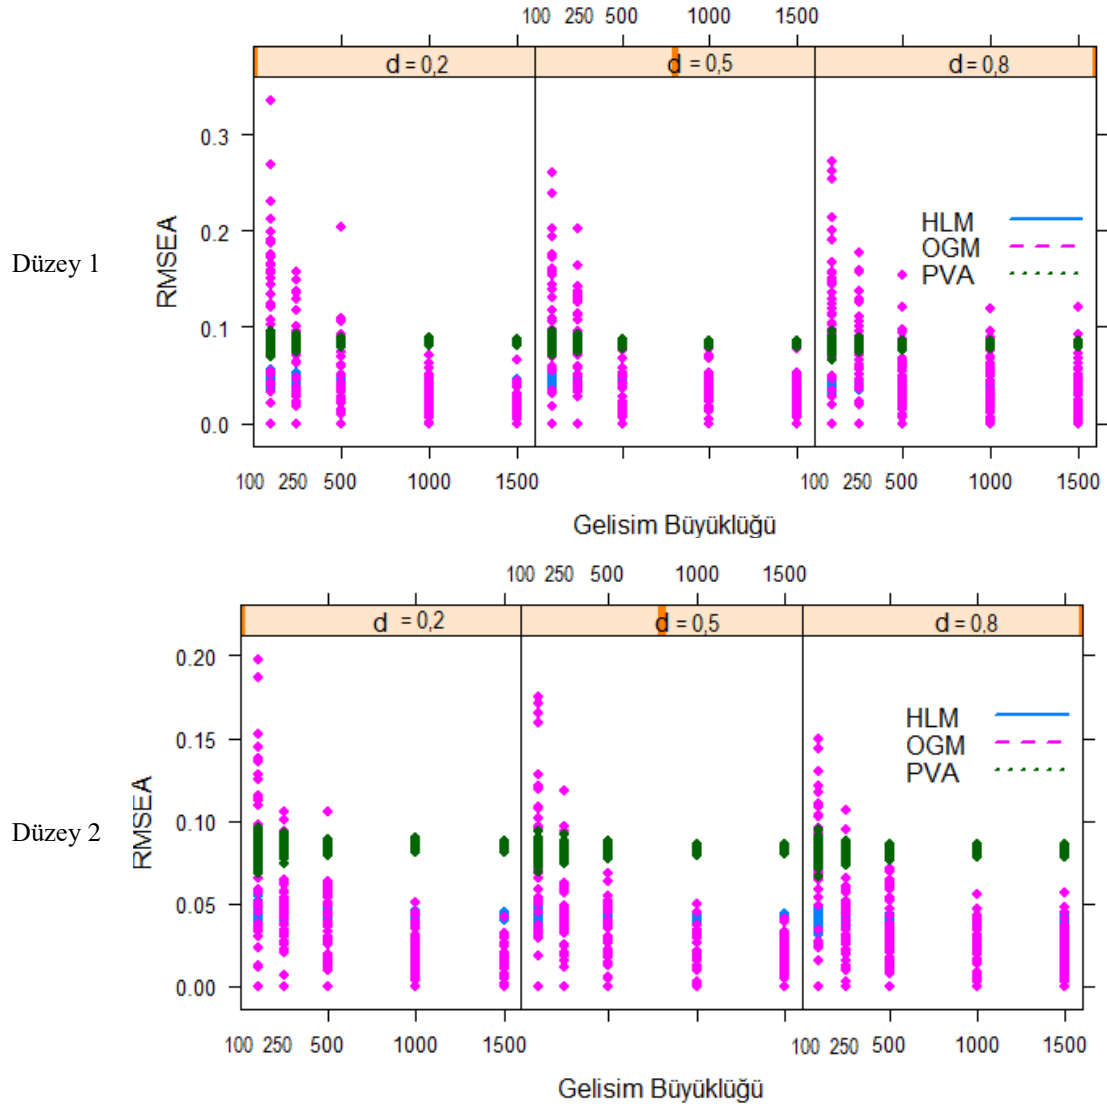 100 250 500 1000 1500
d = 0,2 d = 0,5 d = 0,8
0.3
0.2
0.1
0.0
RMSEA
Düzey 1
HLM
OGM
PVA
100 250 500 1000 1500 100 250 500 1000 1500
Gelisim Büyüklüğü
100 250 500 1000 1500
d = 0,2 d = 0,5 d = 0,8
0.20
0.15
0.10
0.05
0.00
RMSEA
Düzey 2
HLM
OGM
PVA
100 250 500 1000 1500 100 250 500 1000 1500
Gelisim Büyüklüğü